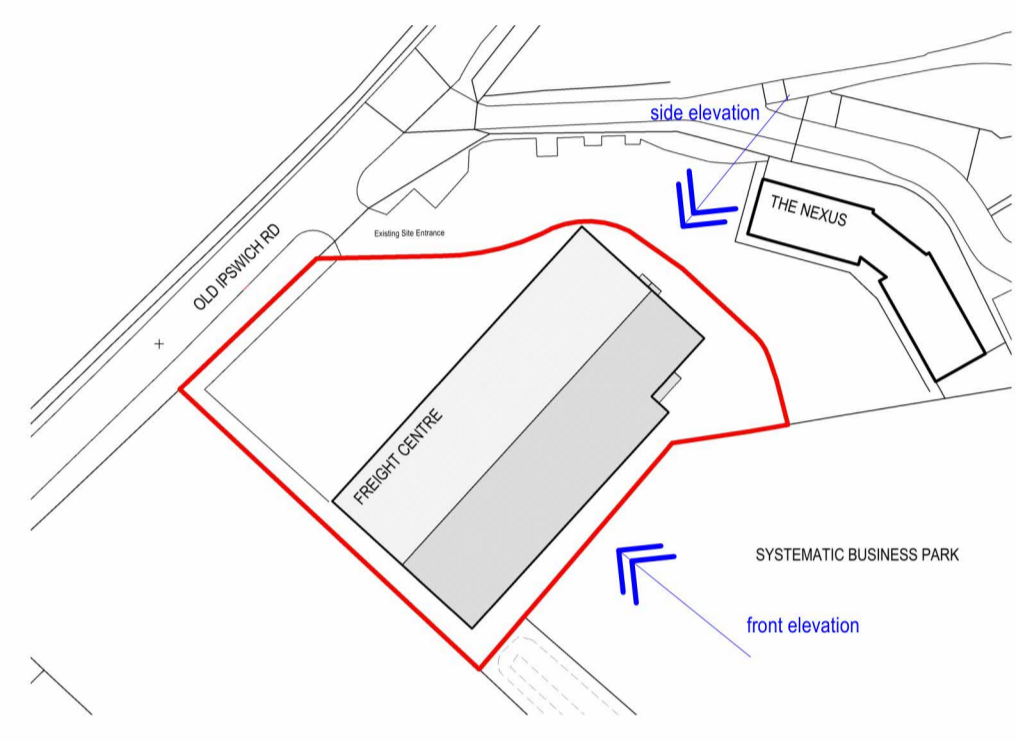 side elevation
THE NEXUS
Existing Site Entrance
OLD IPSWICH RD
FREIGHT CENTRE
SYSTEMATIC BUSINESS PARK
front elevation